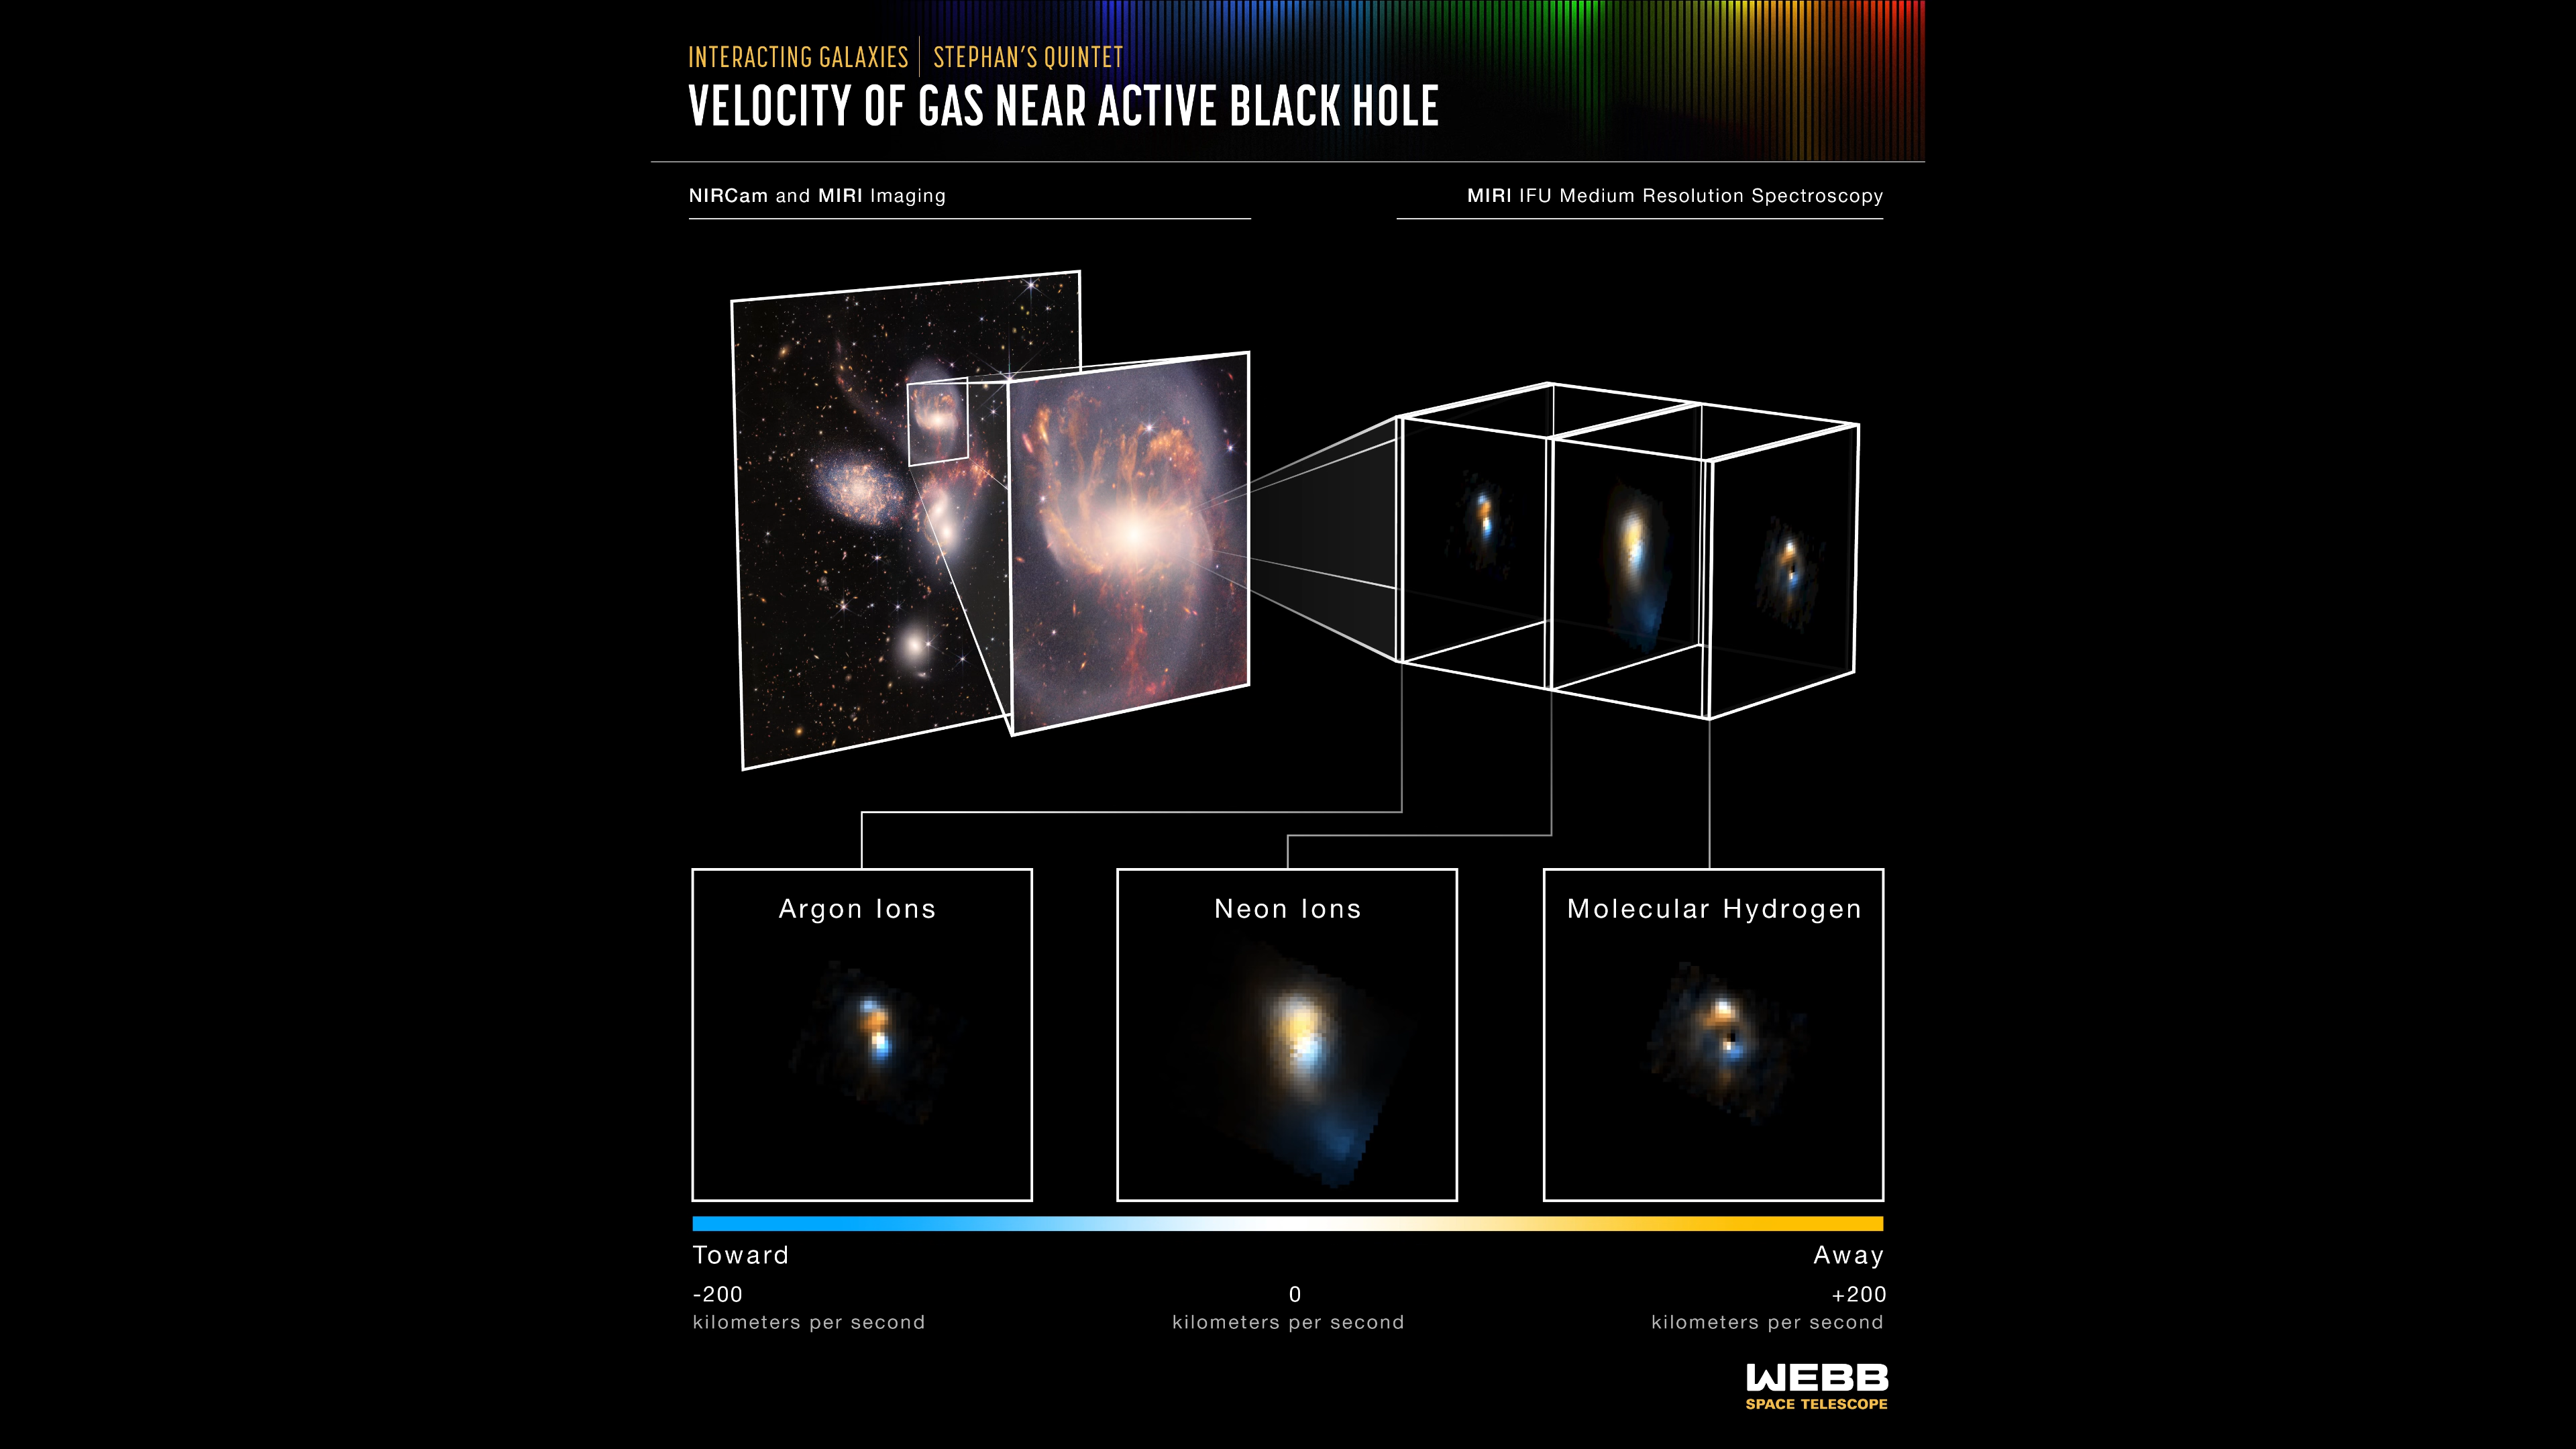 INTERACTING GALAXIES | STEPHAN'S QUINTET
VELOCITY OF GAS NEAR ACTIVE BLACK HOLE
NIRCam and MIRI Imaging
MIRI IFU Medium Resolution Spectroscopy
Argon Ions
Neon Ions
Molecular Hydrogen
Toward
Away
-200
0
+200
kilometers per second
kilometers per second
kilometers per second
WEBB
SPACE TELESCOPE